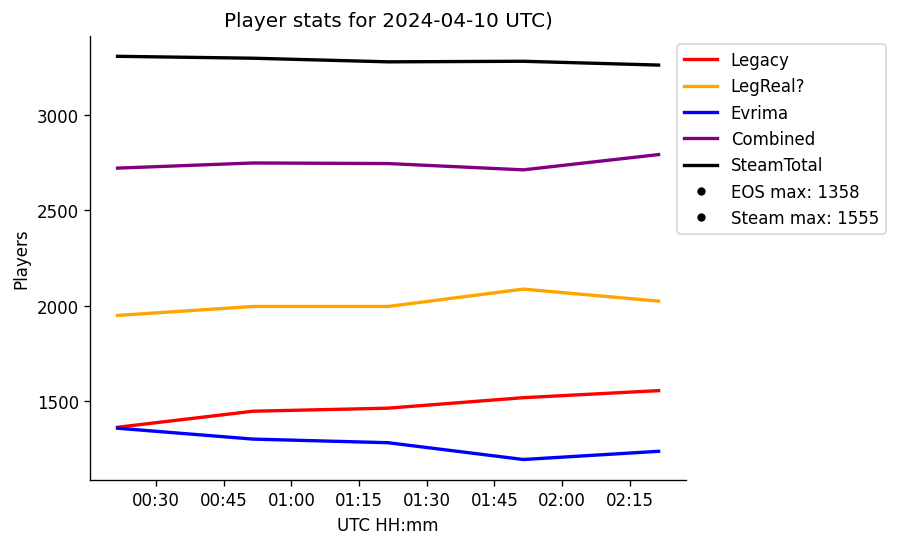 Player stats for 2024-04-10 UTC)
Legacy
LegReal?
Evrima
Combined
SteamTotal
EOS max: 1358
Steam max: 1555
Players
3000
2500
2000
1500
00:30 00:45 01:00 01:15 01:30 01:45 02:00 02:15
UTC HH:mm